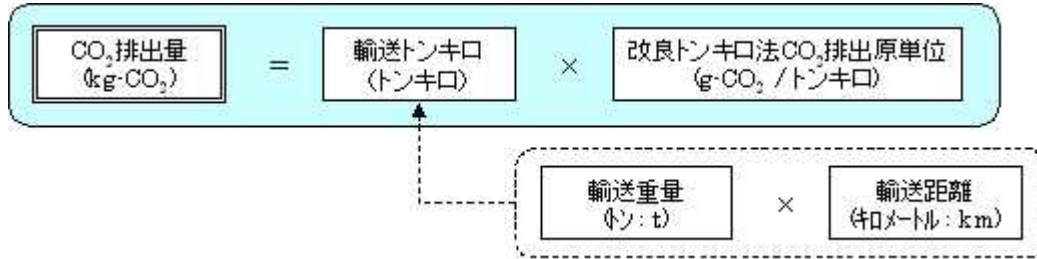 CO₂排出量
(kg-CO₂)
=
輸送トンキロ
(トンキロ)
×
改良トンキロ法CO₂排出原単位
(g-CO₂ / トンキロ)
輸送重量
(トン : t)
×
輸送距離
(キロメートル : km)